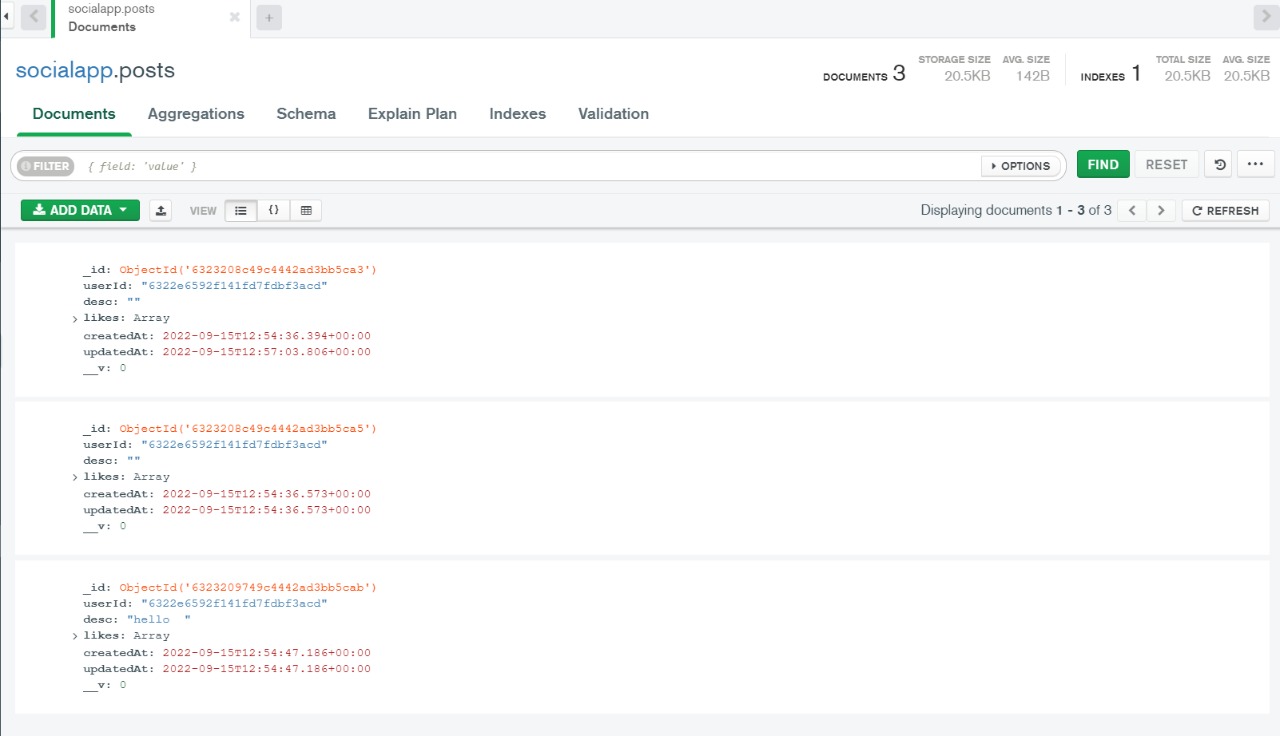 socialapp.posts
Documents
socialapp.posts
DOCUMENTS 3 STORAGE SIZE 20.5KB AVG. SIZE 142B INDEXES 1 TOTAL SIZE 20.5KB AVG. SIZE 20.5KB
Documents Aggregations Schema Explain Plan Indexes Validation
FILTER { field: 'value' } OPTIONS FIND RESET ...
ADD DATA VIEW {} Displaying documents 1 - 3 of 3 REFRESH
_id: ObjectId('6323208c49c4442ad3bb5ca3')
userId: "6322e6592f141fd7fdbf3acd"
desc: ""
likes: Array
createdAt: 2022-09-15T12:54:36.394+00:00
updatedAt: 2022-09-15T12:57:03.806+00:00
__v: 0
_id: ObjectId('6323208c49c4442ad3bb5ca5')
userId: "6322e6592f141fd7fdbf3acd"
desc: ""
likes: Array
createdAt: 2022-09-15T12:54:36.573+00:00
updatedAt: 2022-09-15T12:54:36.573+00:00
__v: 0
_id: ObjectId('6323209749c4442ad3bb5cab')
userId: "6322e6592f141fd7fdbf3acd"
desc: "hello  "
likes: Array
createdAt: 2022-09-15T12:54:47.186+00:00
updatedAt: 2022-09-15T12:54:47.186+00:00
__v: 0